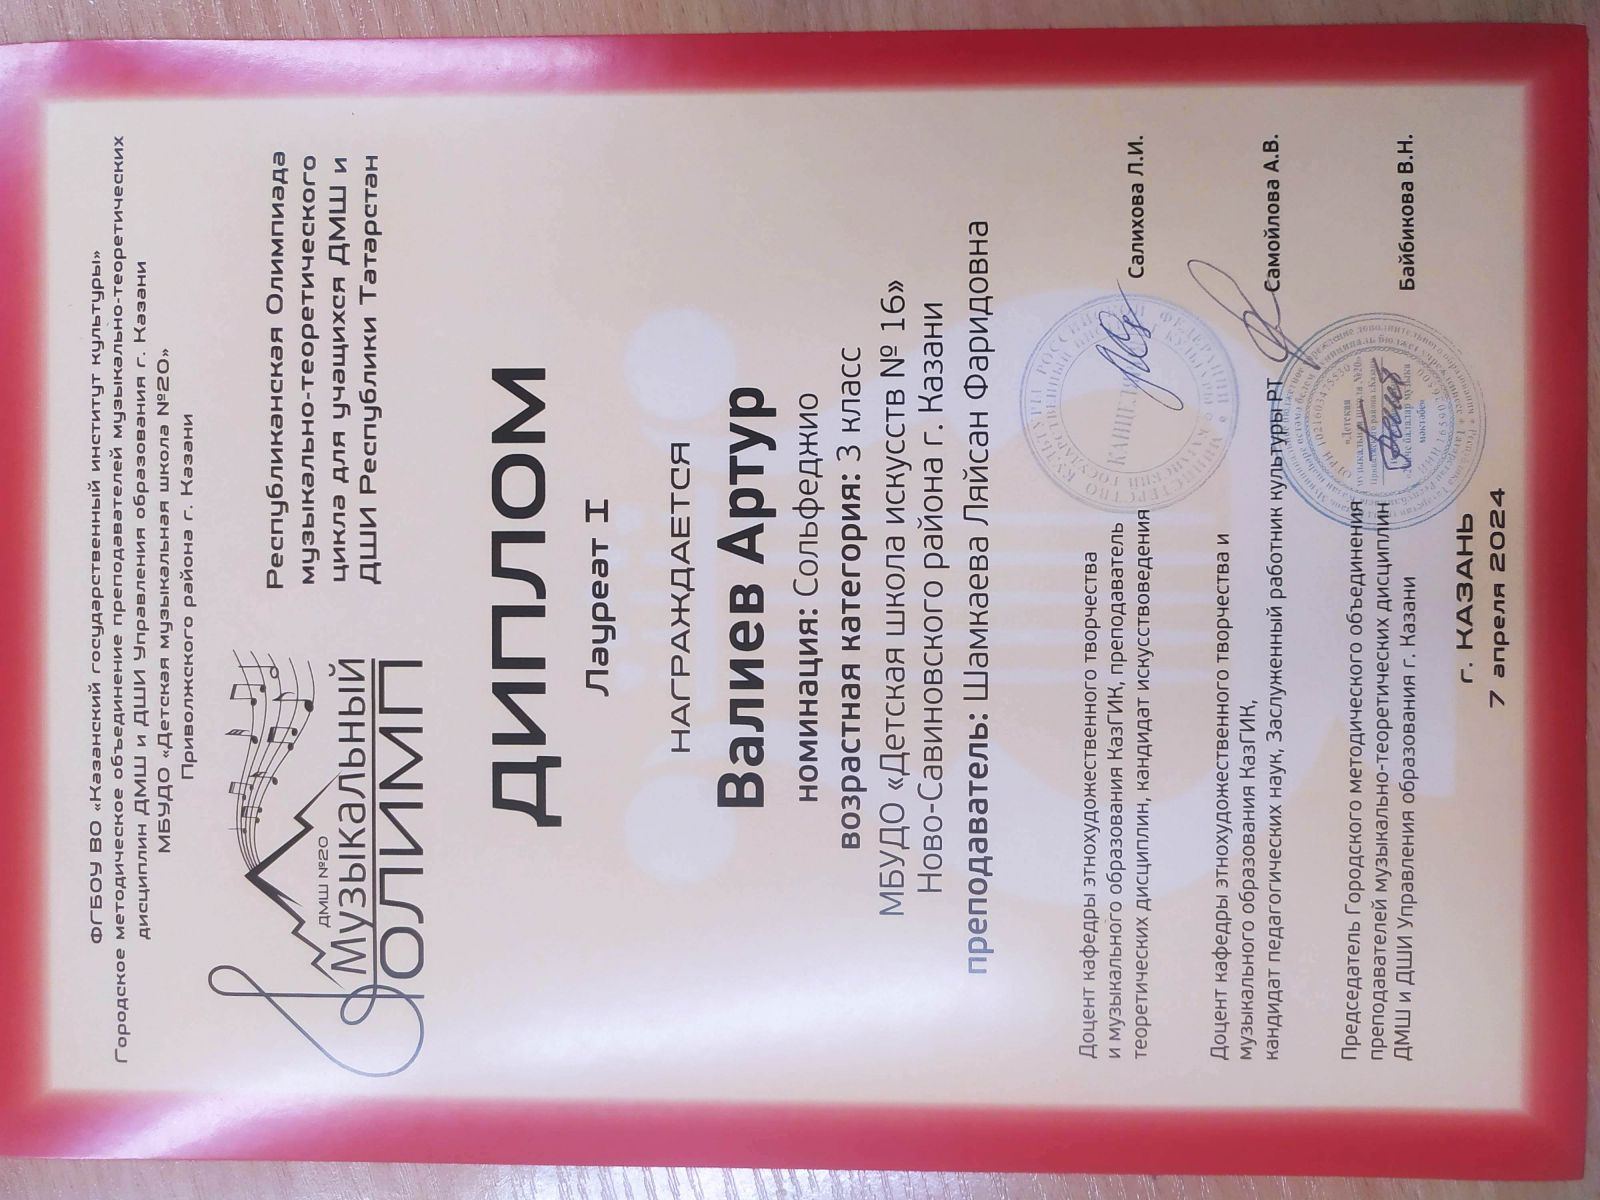 ФГБОУ ВО «Казанский государственный институт культуры»
Городское методическое объединение преподавателей музыкально-теоретических
дисциплин ДМШ и ДШИ Управления образования г. Казани
МБУДО «Детская музыкальная школа №20»
Приволжского района г. Казани
ДМШ №20
Музыкальный
ОЛИМП
Республиканская Олимпиада
музыкально-теоретического
цикла для учащихся ДМШ и
ДШИ Республики Татарстан
ДИПЛОМ
Лауреат I
НАГРАЖДАЕТСЯ
Валиев Артур
номинация: Сольфеджио
возрастная категория: 3 класс
МБУДО «Детская школа искусств № 16»
Ново-Савиновского района г. Казани
преподаватель: Шамкаева Ляйсан Фаридовна
Доцент кафедры этнохудожественного творчества
и музыкального образования КазГИК, преподаватель
теоретических дисциплин, кандидат искусствоведения
Салихова Л.И.
Доцент кафедры этнохудожественного творчества и
музыкального образования КазГИК,
кандидат педагогических наук, Заслуженный работник культуры РТ
Самойлова А.В.
Председатель Городского методического объединения
преподавателей музыкально-теоретических дисциплин
ДМШ и ДШИ Управления образования г. Казани
Байбикова В.Н.
г. КАЗАНЬ
7 апреля 2024